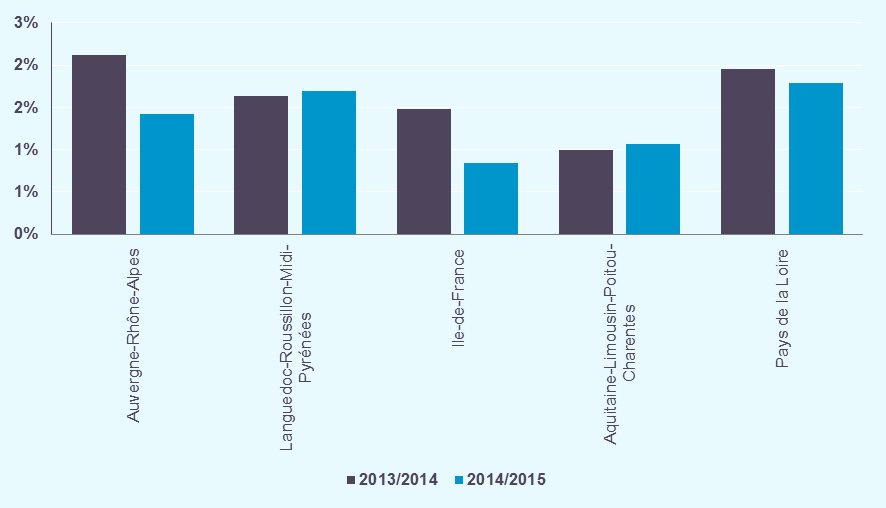 3%
2%
2%
1%
1%
0%
Auvergne-Rhône-Alpes
Languedoc-Roussillon-Midi-
Pyrénées
Ile-de-France
Aquitaine-Limousin-Poitou-
Charentes
Pays de la Loire
2013/2014
2014/2015